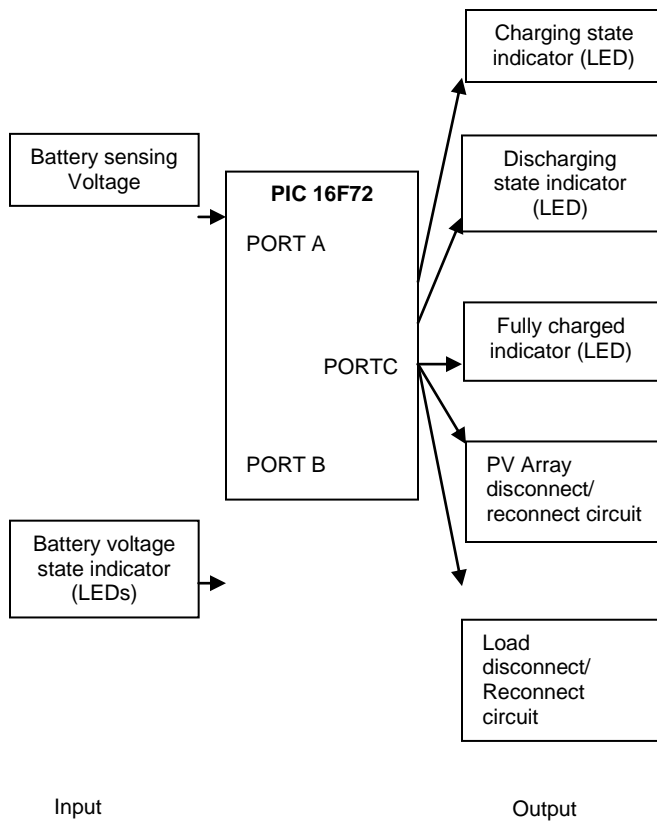 Charging state
indicator (LED)
Battery sensing
Voltage
Discharging
state indicator
(LED)
PIC 16F72
PORT A
Fully charged
indicator (LED)
PORTC
PORT B
PV Array
disconnect/
reconnect circuit
Battery voltage
state indicator
(LEDs)
Load
disconnect/
Reconnect
circuit
Input
Output